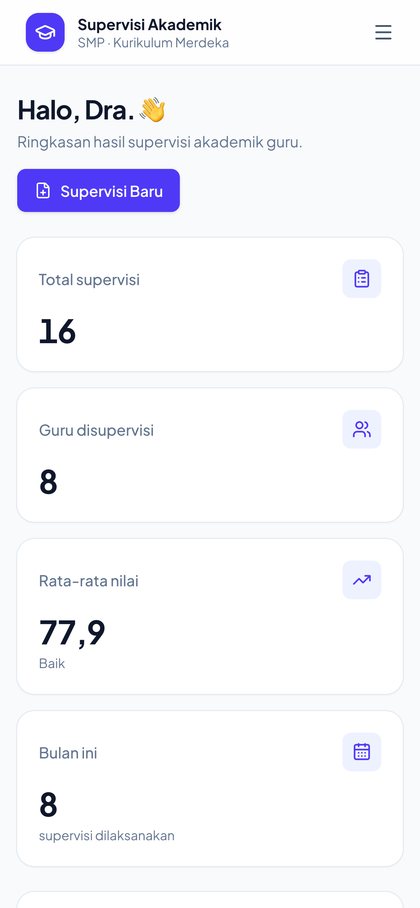 Supervisi Akademik
SMP · Kurikulum Merdeka
Halo, Dra. 👋
Ringkasan hasil supervisi akademik guru.
Supervisi Baru
Total supervisi
16
Guru disupervisi
8
Rata-rata nilai
77,9
Baik
Bulan ini
8
supervisi dilaksanakan